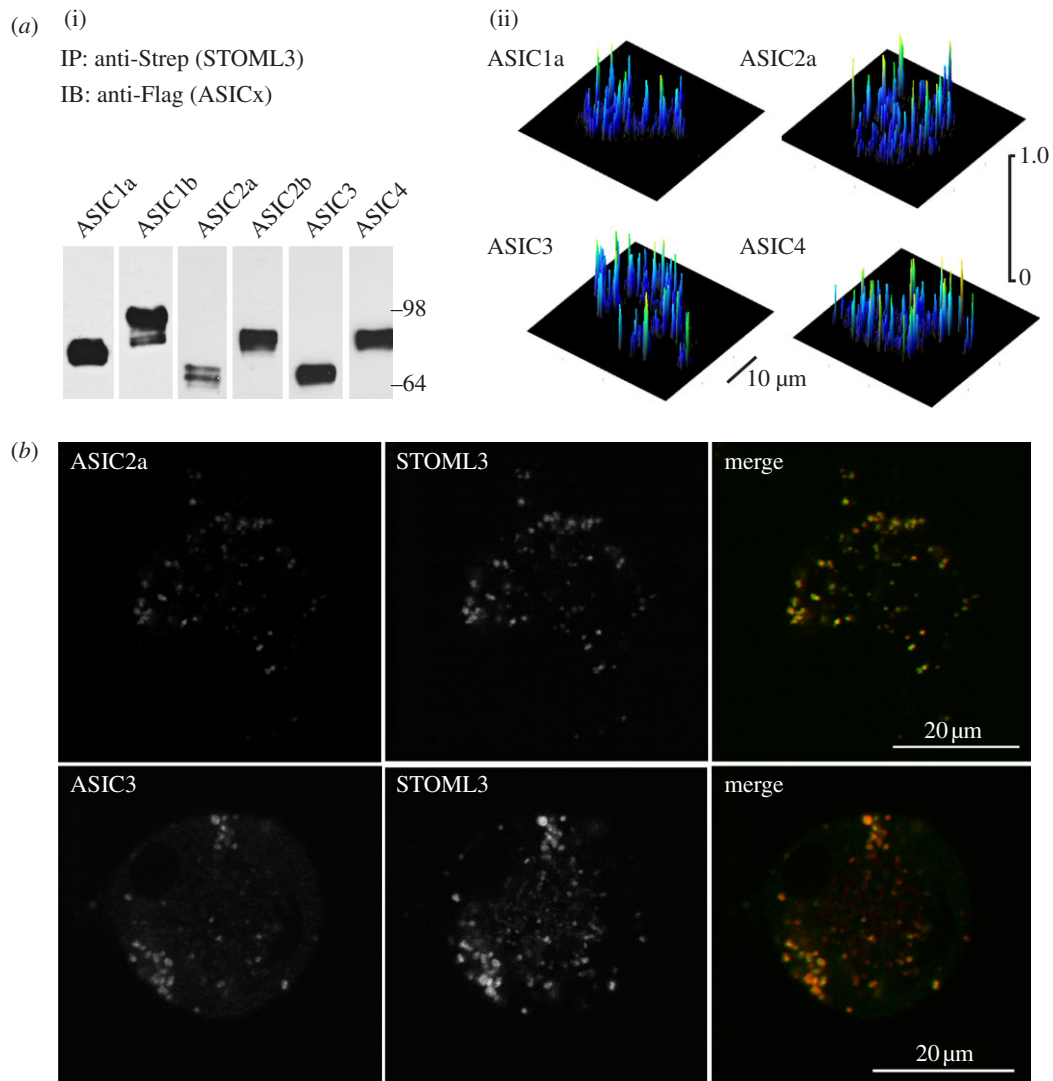 (a) (i)
IP: anti-Strep (STOML3)
IB: anti-Flag (ASICx)
ASIC1a ASIC1b ASIC2a ASIC2b ASIC3 ASIC4
–98
–64
(ii)
ASIC1a ASIC2a
1.0
0
ASIC3 ASIC4
10 µm
(b)
ASIC2a STOML3 merge
20 µm
ASIC3 STOML3 merge
20 µm